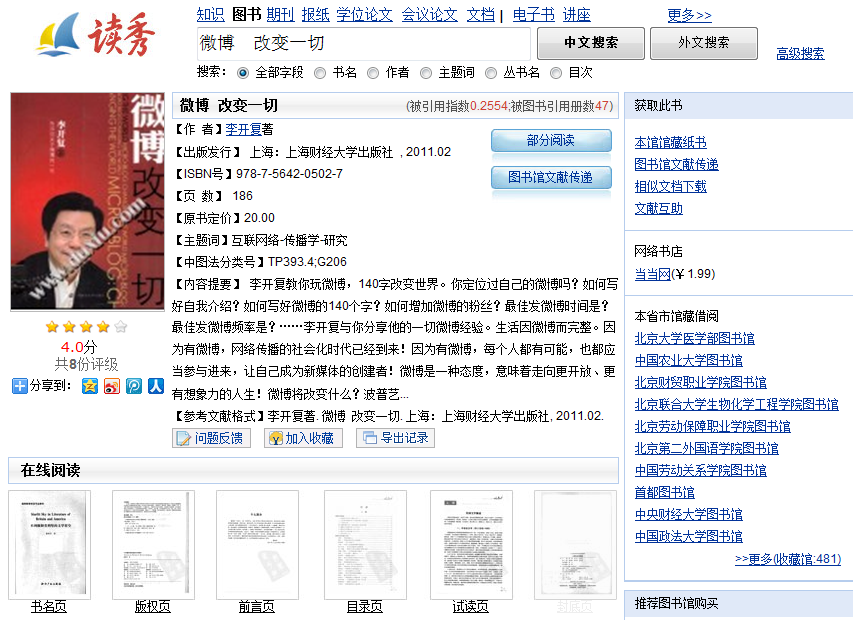 读秀
知识 图书 期刊 报纸 学位论文 会议论文 文档 | 电子书 讲座 更多>>
微博 改变一切 中文搜索 外文搜索 高级搜索
搜索： 全部字段 书名 作者 主题词 丛书名 目次
微博
改变一切
李开复
著
www.duxiu.com
4.0分
共8份评级
分享到：
微博 改变一切 (被引用指数0.2554;被图书引用册数47)
【作 者】李开复著
【出版发行】 上海：上海财经大学出版社 , 2011.02
【ISBN号】978-7-5642-0502-7
【页 数】 186
【原书定价】20.00
【主题词】互联网络-传播学-研究
【中图法分类号】TP393.4;G206
【内容提要】 李开复教你玩微博，140字改变世界。你定位过自己的微博吗？如何写
好自我介绍？如何写好微博的140个字？如何增加微博的粉丝？最佳发微博时间是？
最佳发微博频率是？……李开复与你分享他的一切微博经验。生活因微博而完整。因
为有微博，网络传播的社会化时代已经到来！因为有微博，每个人都有可能，也都应
当参与进来，让自己成为新媒体的创建者！微博是一种态度，意味着走向更开放、更
有想象力的人生！微博将改变什么？波普艺...
【参考文献格式】李开复著. 微博 改变一切. 上海：上海财经大学出版社, 2011.02.
部分阅读
图书馆文献传递
问题反馈 加入收藏 导出记录
在线阅读
书名页 版权页 前言页 目录页 试读页 封底页
获取此书
本馆馆藏纸书
图书馆文献传递
相似文档下载
文献互助
网络书店
当当网(￥1.99)
本省市馆藏借阅
北京大学医学部图书馆
中国农业大学图书馆
北京财贸职业学院图书馆
北京联合大学生物化学工程学院图书馆
北京劳动保障职业学院图书馆
北京第二外国语学院图书馆
中国劳动关系学院图书馆
首都图书馆
中央财经大学图书馆
中国政法大学图书馆
>>更多(收藏馆:481)
推荐图书馆购买